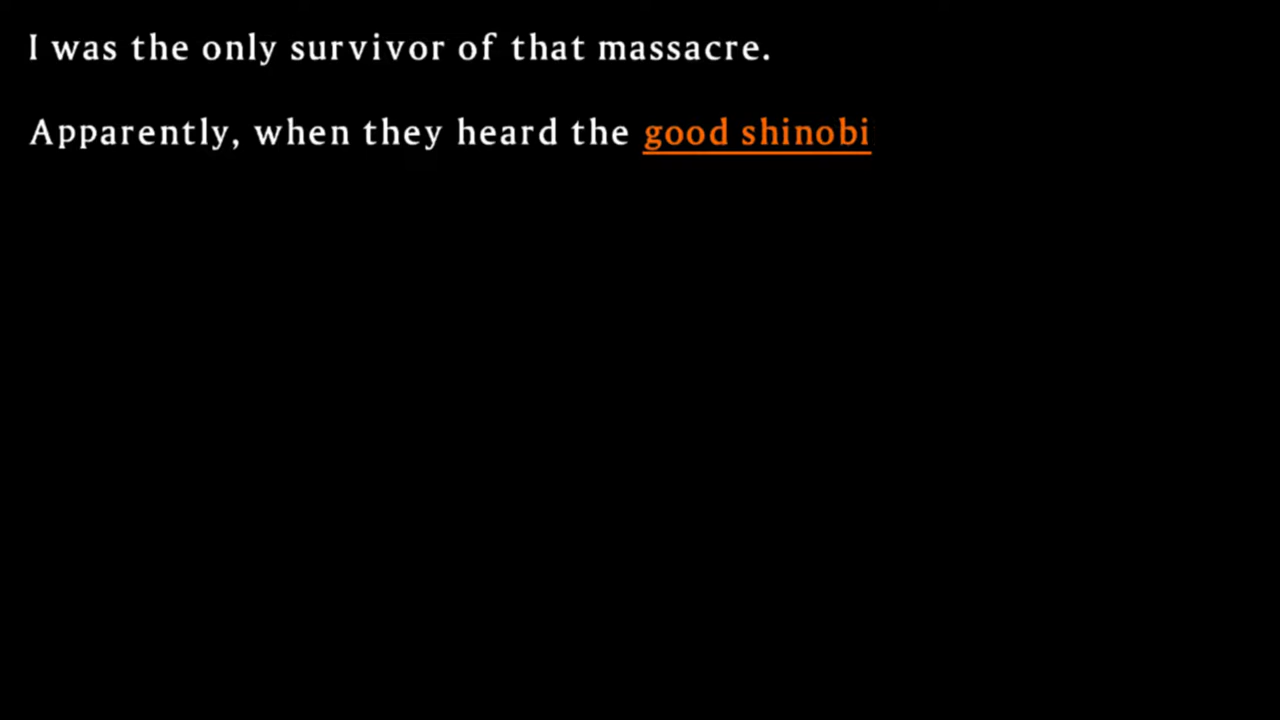 I was the only survivor of that massacre.
Apparently, when they heard the good shinobi